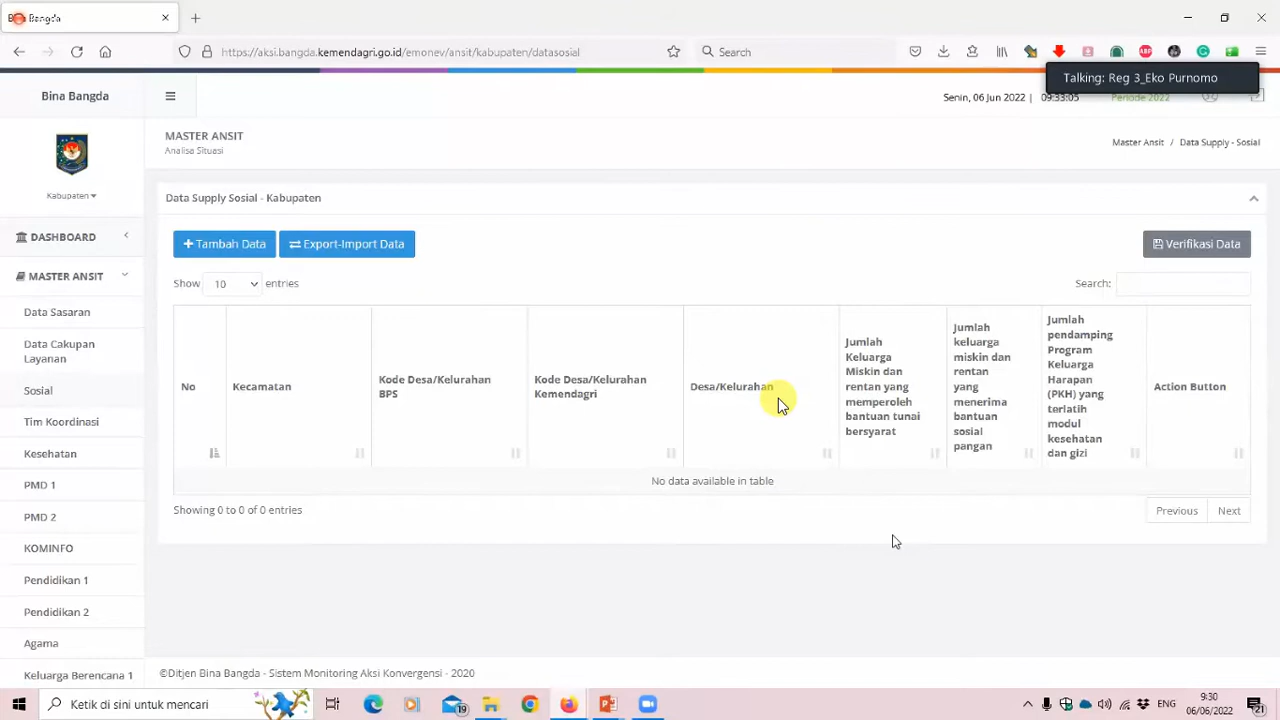 Bina Bangda
https://aksi.bangda.kemendagri.go.id/emonev/ansit/kabupaten/datasosial
Search
Talking: Reg 3_Eko Purnomo
Bina Bangda
Senin, 06 Jun 2022 | 09:33:05
Periode 2022
MASTER ANSIT
Analisa Situasi
Master Ansit / Data Supply - Sosial
Kabupaten
Data Supply Sosial - Kabupaten
DASHBOARD
MASTER ANSIT
Data Sasaran
Data Cakupan
Layanan
Sosial
Tim Koordinasi
Kesehatan
PMD 1
PMD 2
KOMINFO
Pendidikan 1
Pendidikan 2
Agama
Keluarga Berencana 1
+ Tambah Data
Export-Import Data
Verifikasi Data
Show 10 entries
Search:
No
Kecamatan
Kode Desa/Kelurahan
BPS
Kode Desa/Kelurahan
Kemendagri
Desa/Kelurahan
Jumlah
Keluarga
Miskin dan
rentan yang
memperoleh
bantuan tunai
bersyarat
Jumlah
keluarga
miskin dan
rentan
yang
menerima
bantuan
sosial
pangan
Jumlah
pendamping
Program
Keluarga
Harapan
(PKH) yang
terlatih
modul
kesehatan
dan gizi
Action Button
No data available in table
Showing 0 to 0 of 0 entries
Previous
Next
©Ditjen Bina Bangda - Sistem Monitoring Aksi Konvergensi - 2020
Ketik di sini untuk mencari
19
9:30
06/06/2022
21